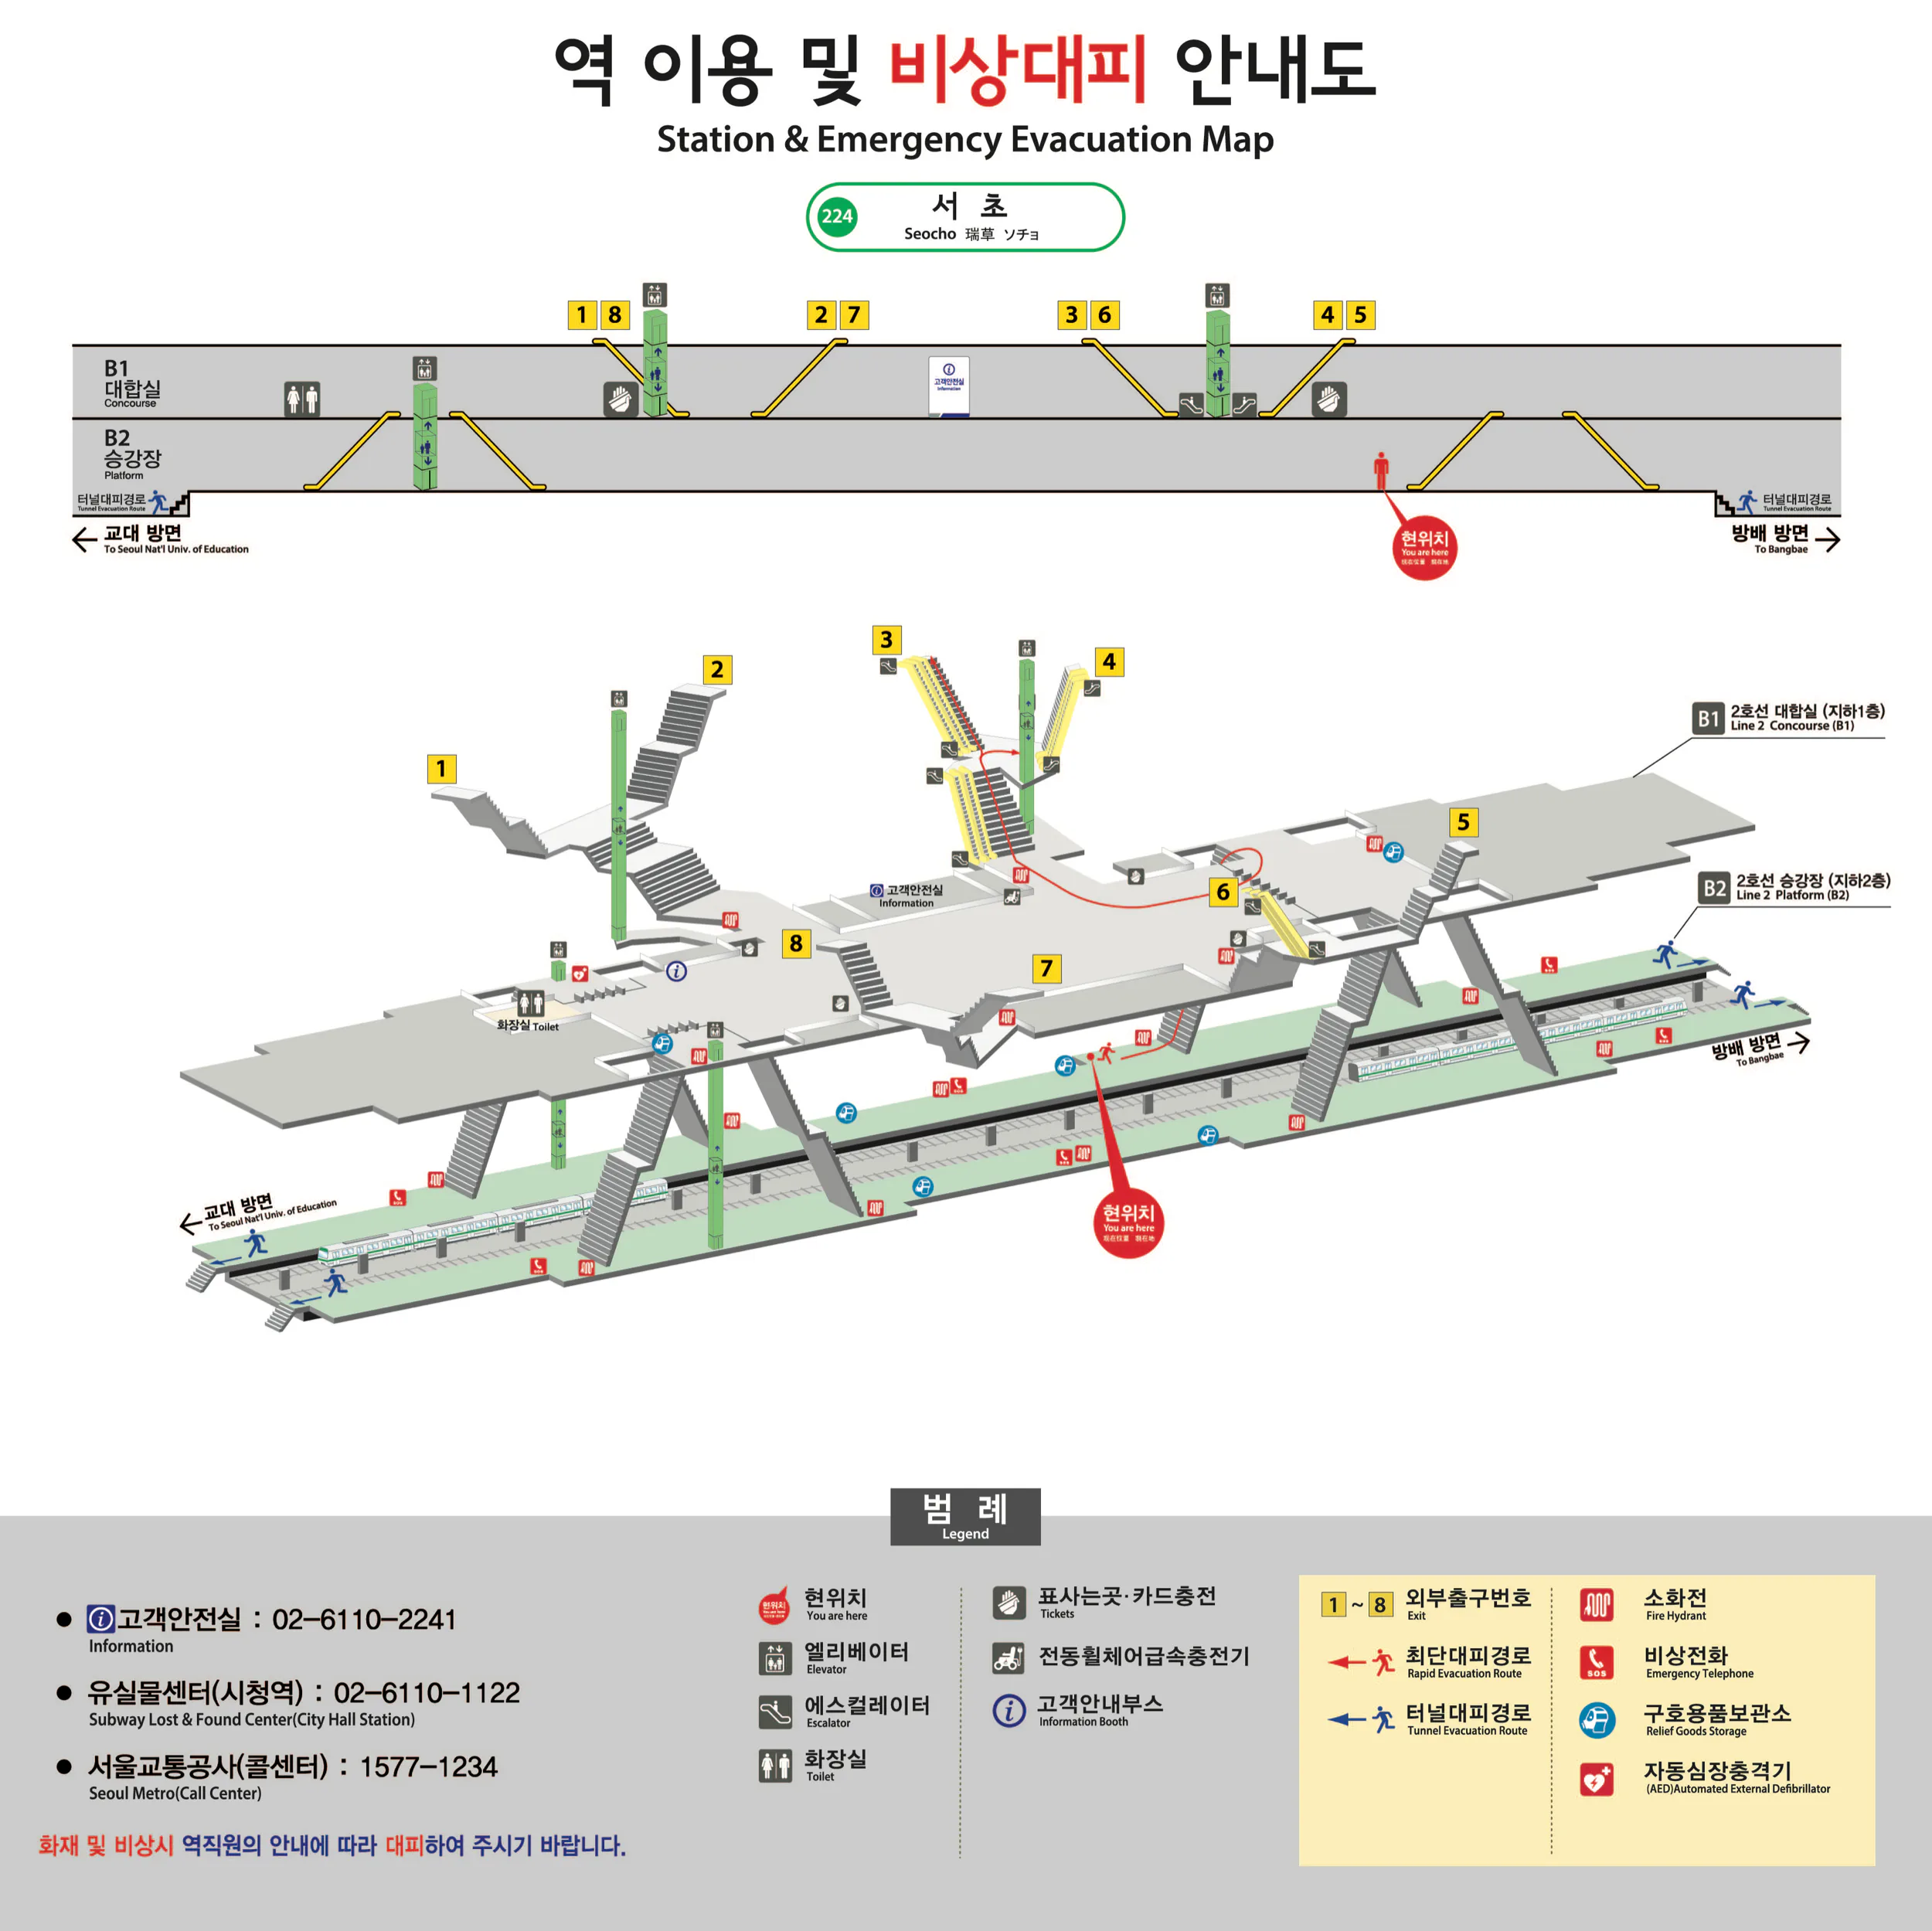 역 이용 및 비상대피 안내도
Station & Emergency Evacuation Map
224
서 초
Seocho 瑞草 ソチョ
1 8
2 7
3 6
4 5
B1
대합실
Concourse
고객안전실
Information
B2
승강장
Platform
터널대피경로
Tunnel Evacuation Route
터널대피경로
Tunnel Evacuation Route
교대 방면
To Seoul Nat'l Univ. of Education
현위치
You are here
방배 방면
To Bangbae
3
4
2
1
B1 2호선 대합실 (지하1층)
Line 2 Concourse (B1)
5
B2 2호선 승강장 (지하2층)
Line 2 Platform (B2)
고객안전실
Information
6
8
7
화장실 Toilet
방배 방면
To Bangbae
교대 방면
To Seoul Nat'l Univ. of Education
현위치
You are here
범 례
Legend
고객안전실 : 02-6110-2241
Information
유실물센터(시청역) : 02-6110-1122
Subway Lost & Found Center(City Hall Station)
서울교통공사(콜센터) : 1577-1234
Seoul Metro(Call Center)
화재 및 비상시 역직원의 안내에 따라 대피하여 주시기 바랍니다.
현위치
You are here
엘리베이터
Elevator
에스컬레이터
Escalator
화장실
Toilet
표사는곳·카드충전
Tickets
전동휠체어급속충전기
고객안내부스
Information Booth
1 ~ 8 외부출구번호
Exit
최단대피경로
Rapid Evacuation Route
터널대피경로
Tunnel Evacuation Route
소화전
Fire Hydrant
SOS
비상전화
Emergency Telephone
구호용품보관소
Relief Goods Storage
자동심장충격기
(AED)Automated External Defibrillator